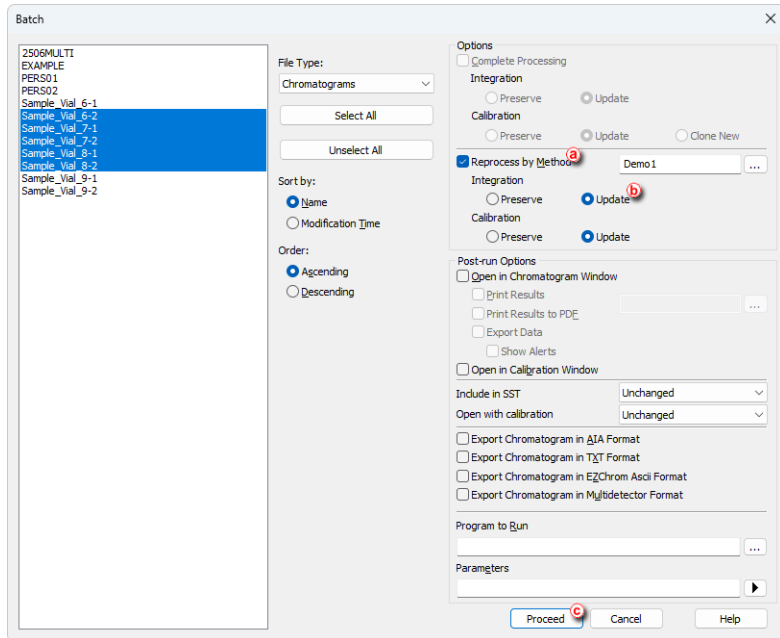 Batch
2506MULTI
EXAMPLE
PERS01
PERS02
Sample_Vial_6-1
Sample_Vial_6-2
Sample_Vial_7-1
Sample_Vial_7-2
Sample_Vial_8-1
Sample_Vial_8-2
Sample_Vial_9-1
Sample_Vial_9-2
File Type:
Chromatograms
Select All
Unselect All
Sort by:
Name
Modification Time
Order:
Ascending
Descending
Options
Complete Processing
Integration
Preserve Update
Calibration
Preserve Update Clone New
Reprocess by Method a Demo1 ...
Integration
Preserve Update b
Calibration
Preserve Update
Post-run Options
Open in Chromatogram Window
Print Results ...
Print Results to PDF
Export Data
Show Alerts
Open in Calibration Window
Include in SST Unchanged
Open with calibration Unchanged
Export Chromatogram in AIA Format
Export Chromatogram in TXT Format
Export Chromatogram in EZChrom Ascii Format
Export Chromatogram in Multidetector Format
Program to Run
...
Parameters
Proceed c Cancel Help